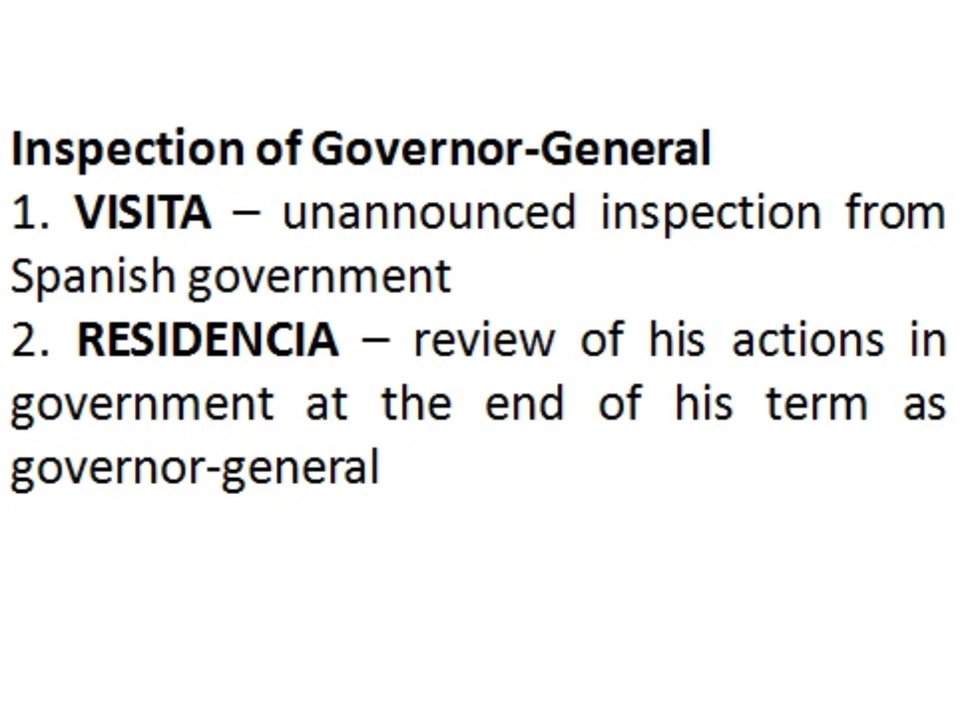 Inspection of Governor-General
1. VISITA – unannounced inspection from
Spanish government
2. RESIDENCIA – review of his actions in
government at the end of his term as
governor-general